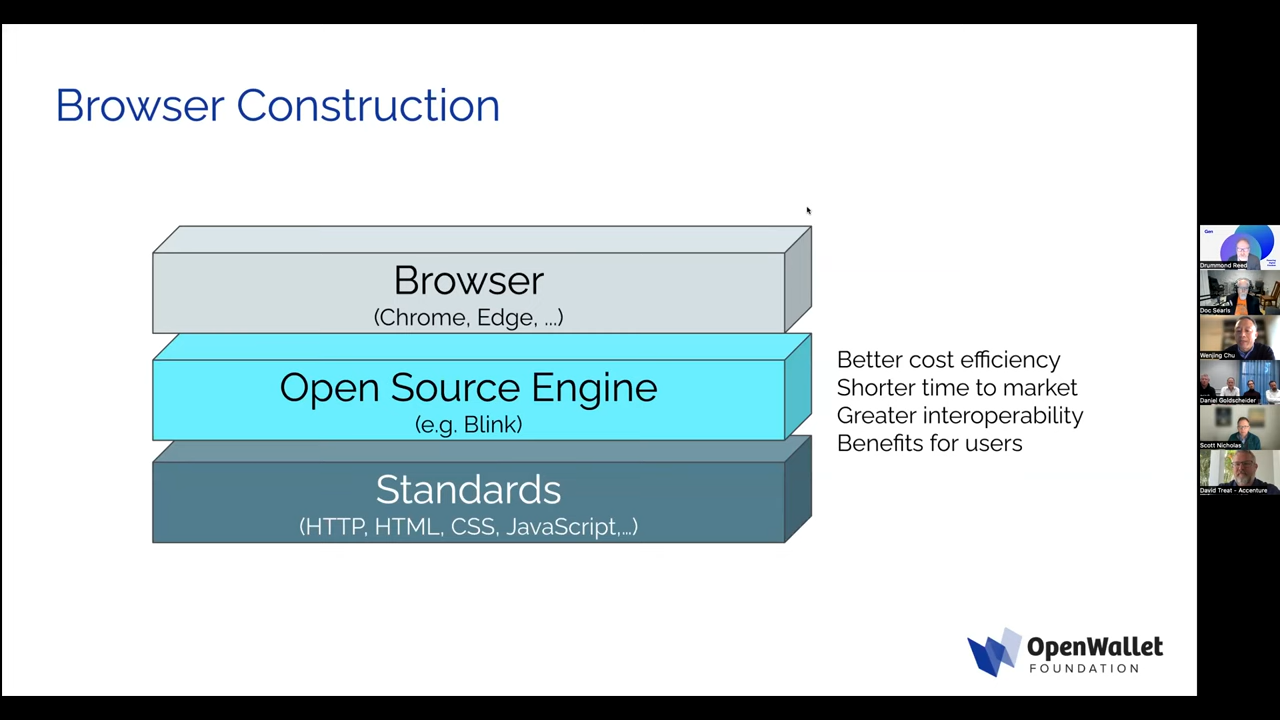 Browser Construction
Browser
(Chrome, Edge, ...)
Open Source Engine
(e.g. Blink)
Standards
(HTTP, HTML, CSS, JavaScript,...)
Better cost efficiency
Shorter time to market
Greater interoperability
Benefits for users
OpenWallet
FOUNDATION
Gen
Drummond Reed
Doc Searls
Wenjing Chu
Daniel Goldscheider
Scott Nicholas
David Treat - Accenture